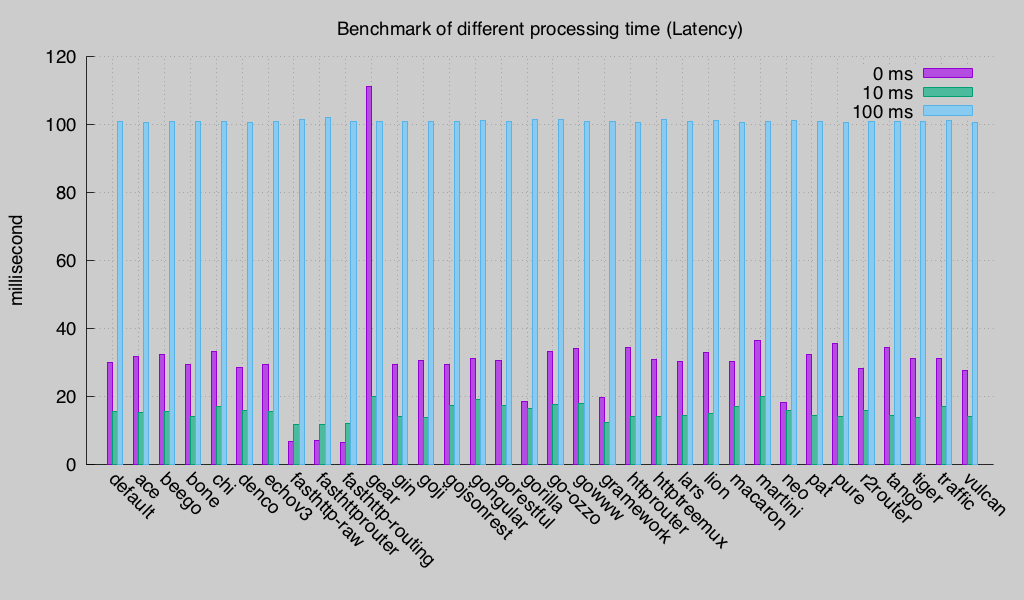 Benchmark of different processing time (Latency)
120
100
80
60
40
20
0
millisecond
0 ms
10 ms
100 ms
default
ace
beego
bone
chi
denco
echov3
fasthttp-raw
fasthttprouter
fasthttp-routing
gear
gin
goji
gojsonrest
gongular
gorestful
gorilla
go-ozzo
gowww
gramework
httprouter
httptreemux
lars
lion
macaron
martini
neo
pat
pure
r2router
tango
tiger
traffic
vulcan